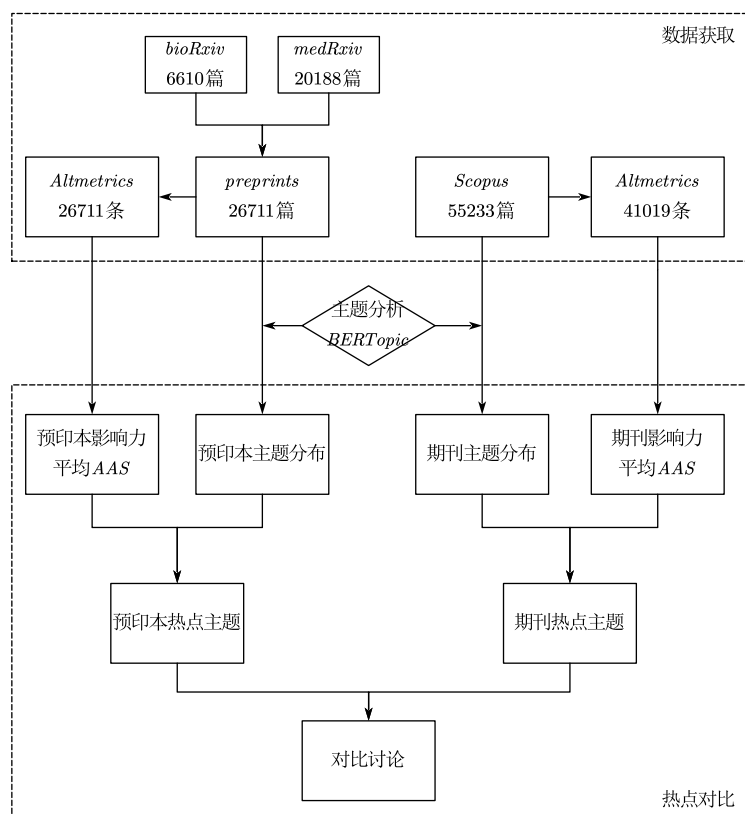 数据获取
bioRxiv
6610篇
medRxiv
20188篇
Altmetrics
26711条
preprints
26711篇
Scopus
55233篇
Altmetrics
41019条
主题分析
BERTopic
预印本影响力
平均AAS
预印本主题分布
期刊主题分布
期刊影响力
平均AAS
预印本热点主题
期刊热点主题
对比讨论
热点对比